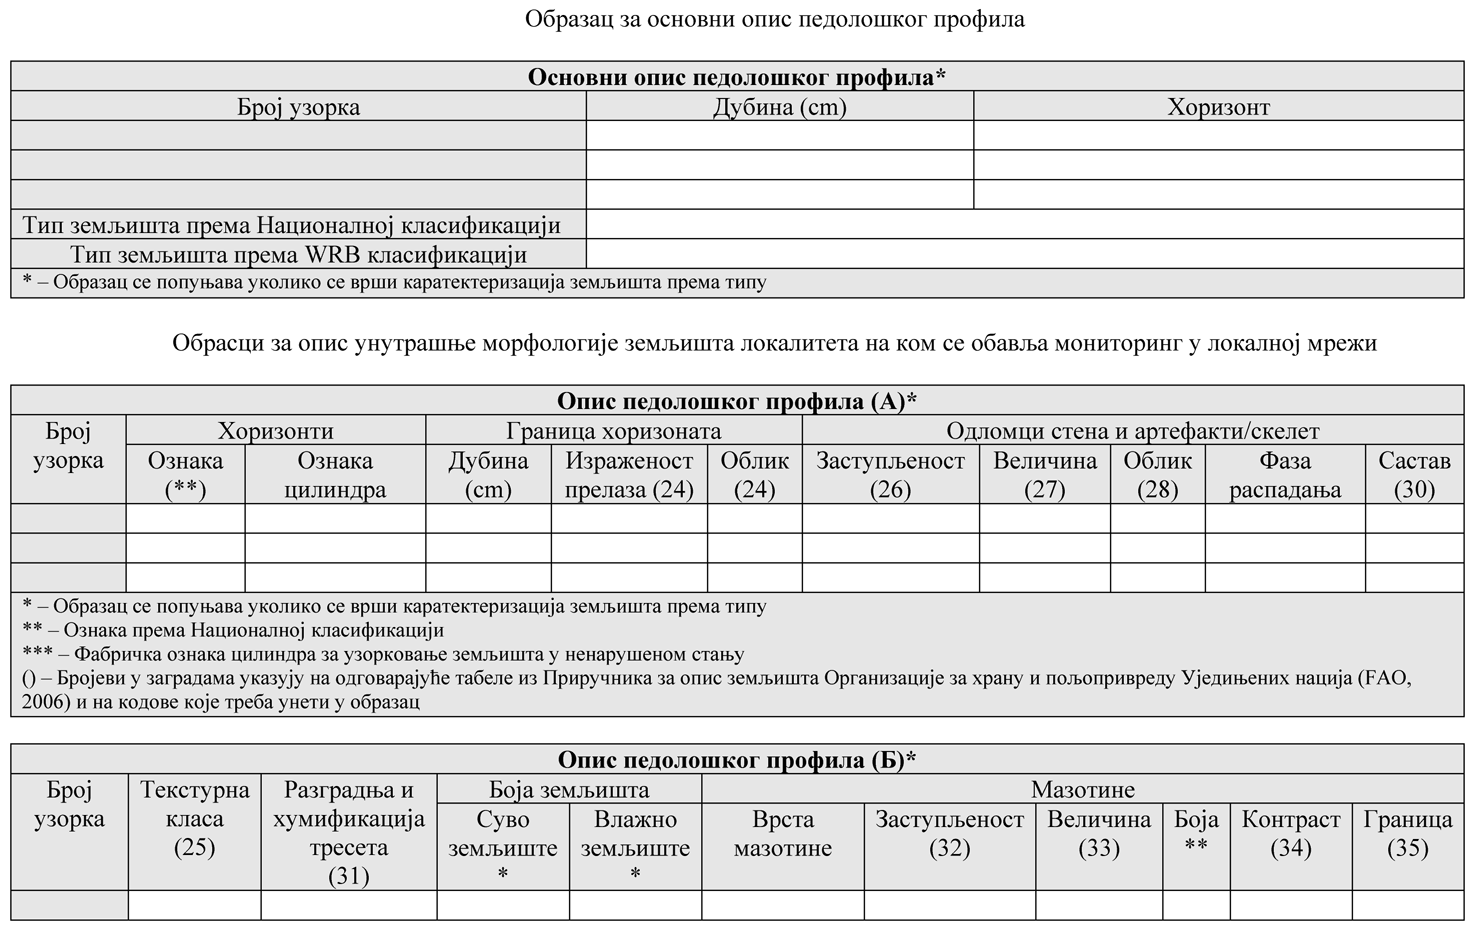 Образац за основни опис педолошког профила
Основни опис педолошког профила*
Број узорка Дубина (cm) Хоризонт
Тип земљишта према Националној класификацији
Тип земљишта према WRB класификацији
* – Образац се попуњава уколико се врши каратектеризација земљишта према типу
Обрасци за опис унутрашње морфологије земљишта локалитета на ком се обавља мониторинг у локалној мрежи
Опис педолошког профила (А)*
Број Хоризонти Граница хоризоната Одломци стена и артефакти/скелет
узорка Ознака Ознака Дубина Израженост Облик Заступљеност Величина Облик Фаза Састав
(**) цилиндра (cm) прелаза (24) (24) (26) (27) (28) распадања (30)
* – Образац се попуњава уколико се врши каратектеризација земљишта према типу
** – Ознака према Националној класификацији
*** – Фабричка ознака цилиндра за узорковање земљишта у ненарушеном стању
() – Бројеви у заградама указују на одговарајуће табеле из Приручника за опис земљишта Организације за храну и пољопривреду Уједињених нација (FAO,
2006) и на кодове које треба унети у образац
Опис педолошког профила (Б)*
Број Текстурна Разградња и Боја земљишта Мазотине
узорка класа хумификација Суво Влажно Врста Заступљеност Величина Боја Контраст Граница
(25) тресета земљиште земљиште мазотине (32) (33) ** (34) (35)
(31) * *